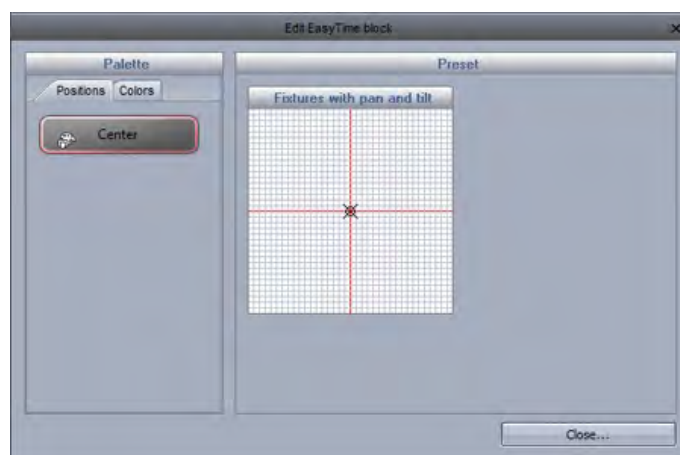 Edit EasyTime block
Palette
Preset
Positions
Colors
Fixtures with pan and tilt
Center
Close...